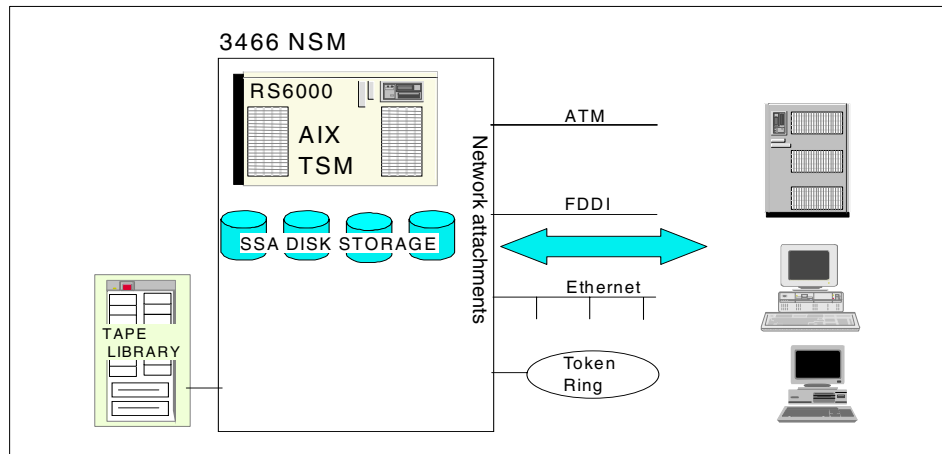 3466 NSM
RS6000
AIX
TSM
SSA DISK STORAGE
TAPE
LIBRARY
Network attachments
ATM
FDDI
Ethernet
Token
Ring